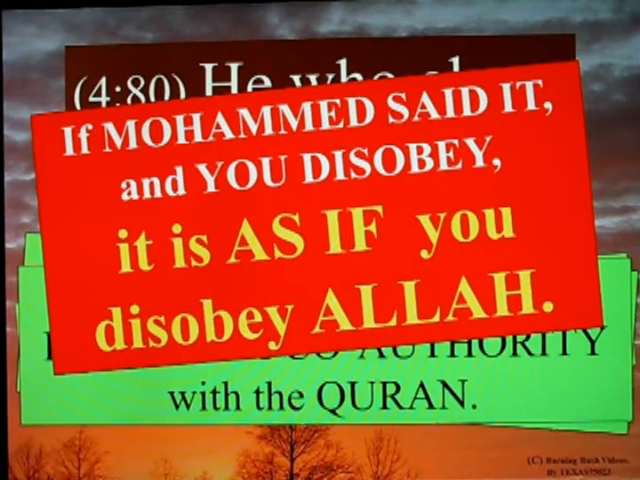 (4:80) He who
If MOHAMMED SAID IT,
and YOU DISOBEY,
it is AS IF you
disobey ALLAH.
AUTHORITY
with the QURAN.
(C) Burning Bush Videos.